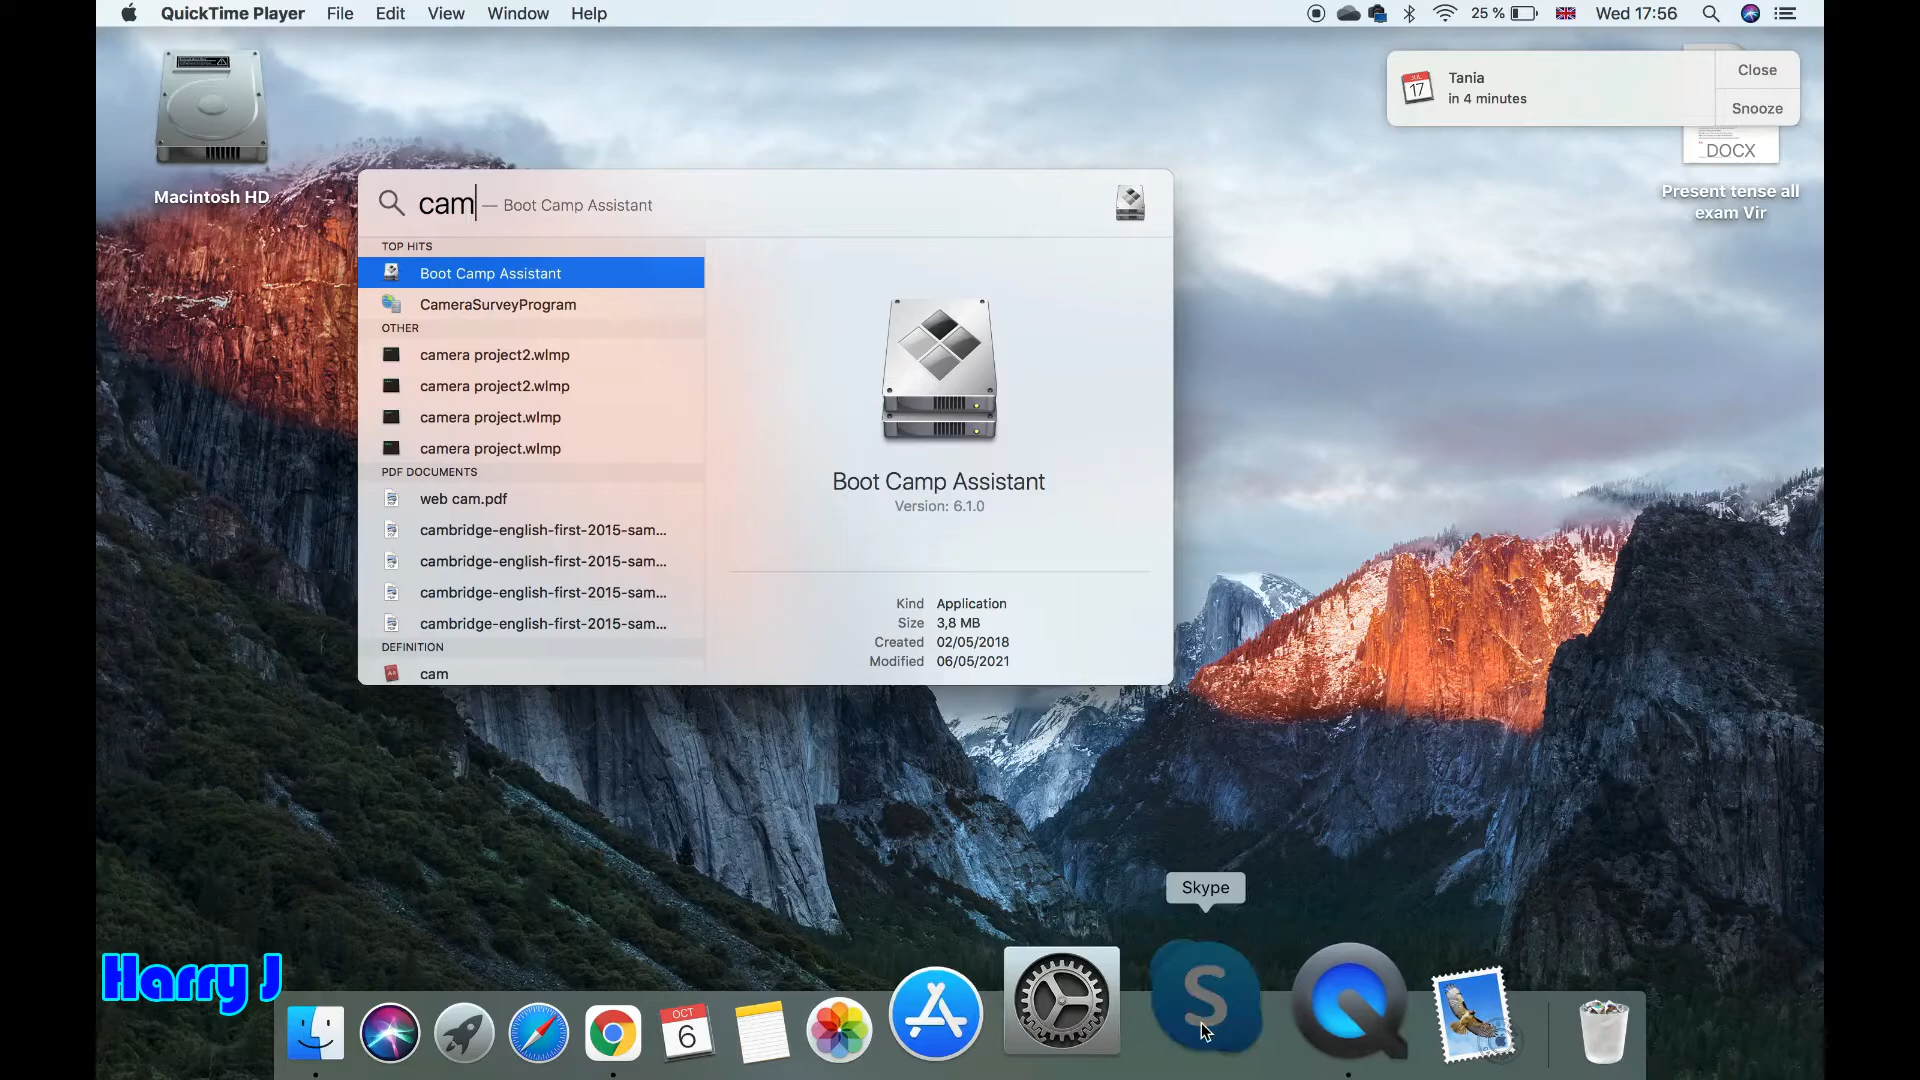 QuickTime Player File Edit View Window Help 25 % Wed 17:56
JUL 17
Tania
in 4 minutes
Close
Snooze
Macintosh HD
DOCX
Present tense all
exam Vir
cam — Boot Camp Assistant
TOP HITS
Boot Camp Assistant
CameraSurveyProgram
OTHER
camera project2.wlmp
camera project2.wlmp
camera project.wlmp
camera project.wlmp
PDF DOCUMENTS
web cam.pdf
cambridge-english-first-2015-sam...
cambridge-english-first-2015-sam...
cambridge-english-first-2015-sam...
cambridge-english-first-2015-sam...
DEFINITION
cam
Boot Camp Assistant
Version: 6.1.0
Kind Application
Size 3,8 MB
Created 02/05/2018
Modified 06/05/2021
Skype
Harry J
OCT
6
S